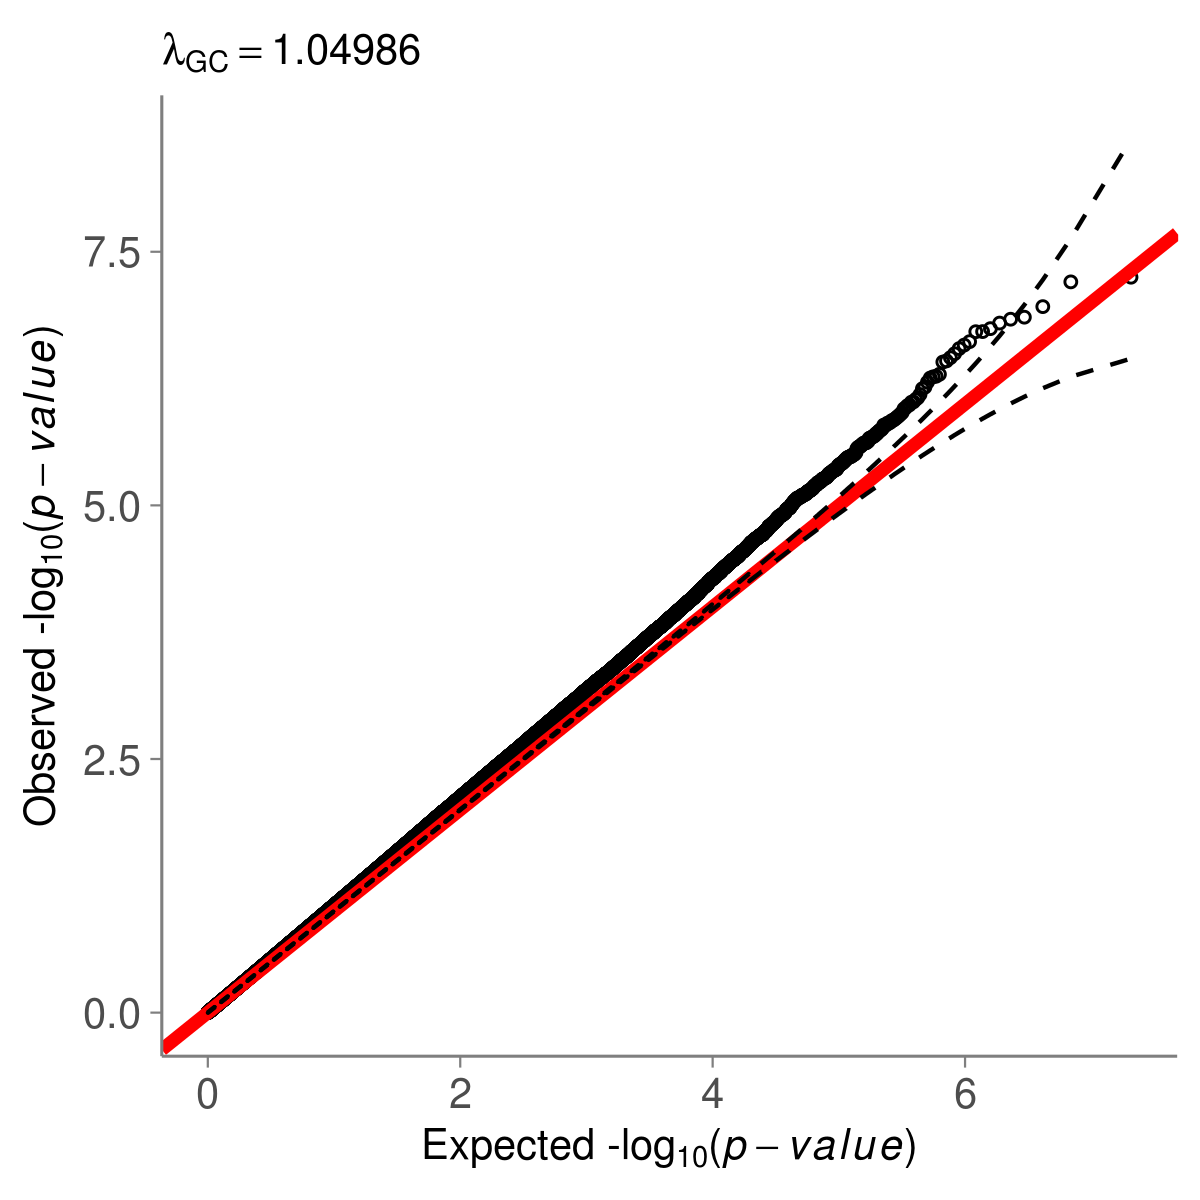 λGC = 1.04986
Observed -log10(p − value)
7.5
5.0
2.5
0.0
0 2 4 6
Expected -log10(p − value)